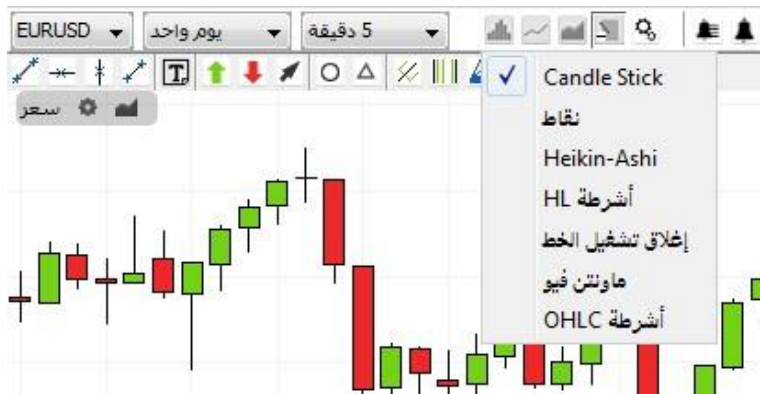 EURUSD
يوم واحد
5 دقيقة
T
سعر
Candle Stick
نقاط
Heikin-Ashi
أشرطة HL
إغلاق تشغيل الخط
ماونتن فيو
أشرطة OHLC